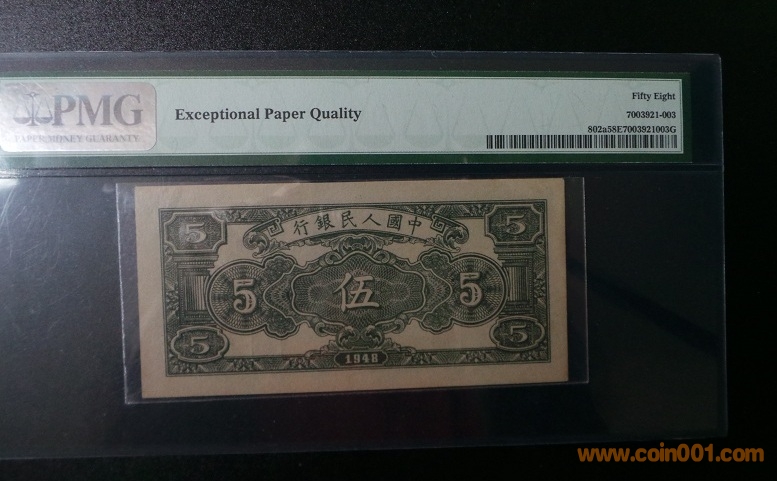 PMG
PAPER MONEY GUARANTY
Exceptional Paper Quality
Fifty Eight
7003921-003
802a58E7003921003G
行銀民人國中
5 5
5 伍 5
5 5
1948
www.coin001.com